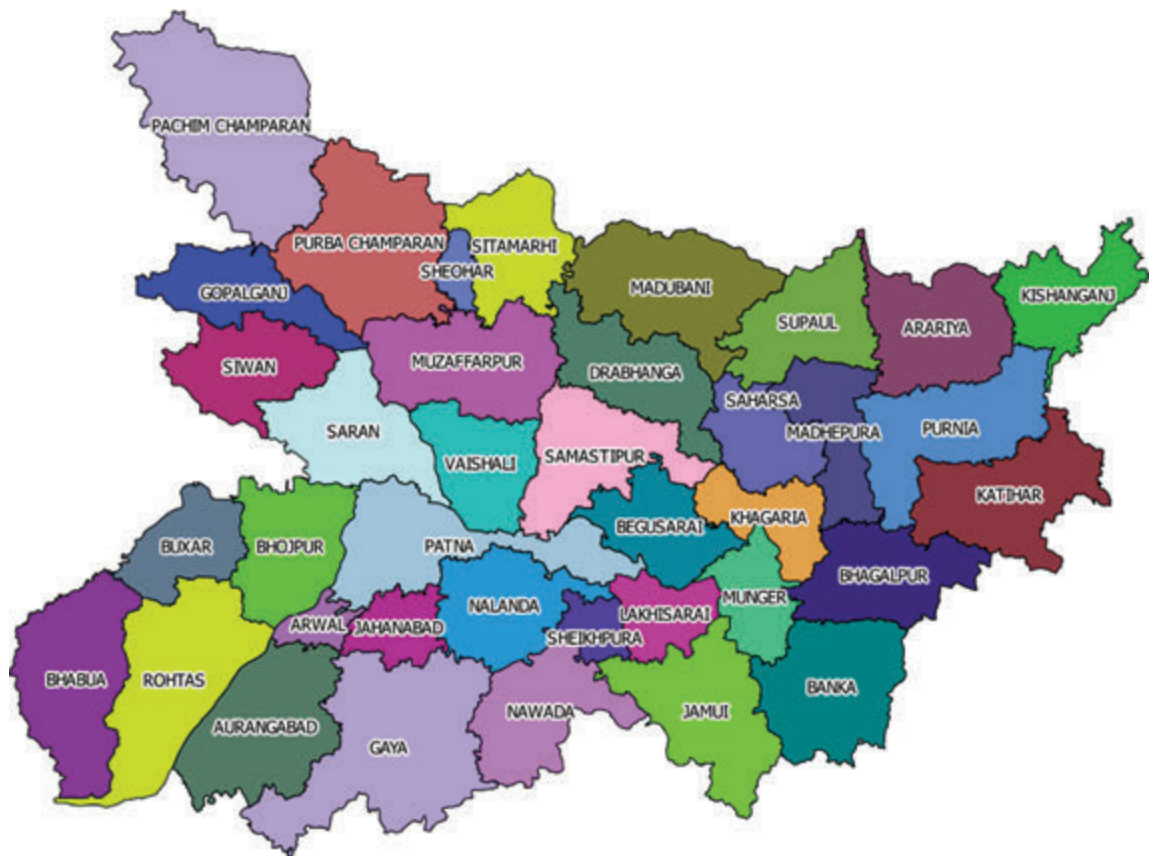 PACHIM CHAMPARAN
PURBA CHAMPARAN
SITAMARHI
SHEOHAR
GOPALGANJ
MADUBANI
KISHANGANJ
SUPAUL
ARARIYA
SIWAN
MUZAFFARPUR
DRABHANGA
SAHARSA
SARAN
MADHEPURA
PURNIA
VAISHALI
SAMASTIPUR
KATIHAR
KHAGARIA
BEGUSARAI
BUXAR
BHOJPUR
PATNA
BHAGALPUR
MUNGER
NALANDA
LAKHISARAI
ARWAL
JAHANABAD
SHEIKHPURA
BHABUA
ROHTAS
BANKA
NAWADA
JAMUI
AURANGABAD
GAYA